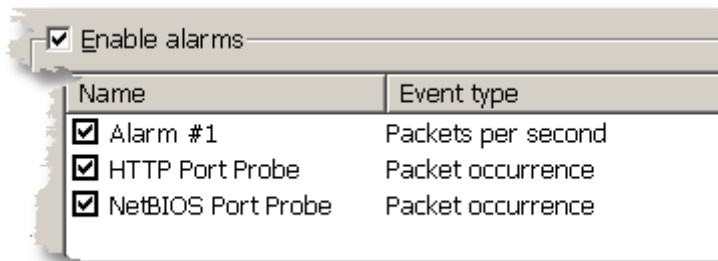 Enable alarms
Name Event type
Alarm #1 Packets per second
HTTP Port Probe Packet occurrence
NetBIOS Port Probe Packet occurrence